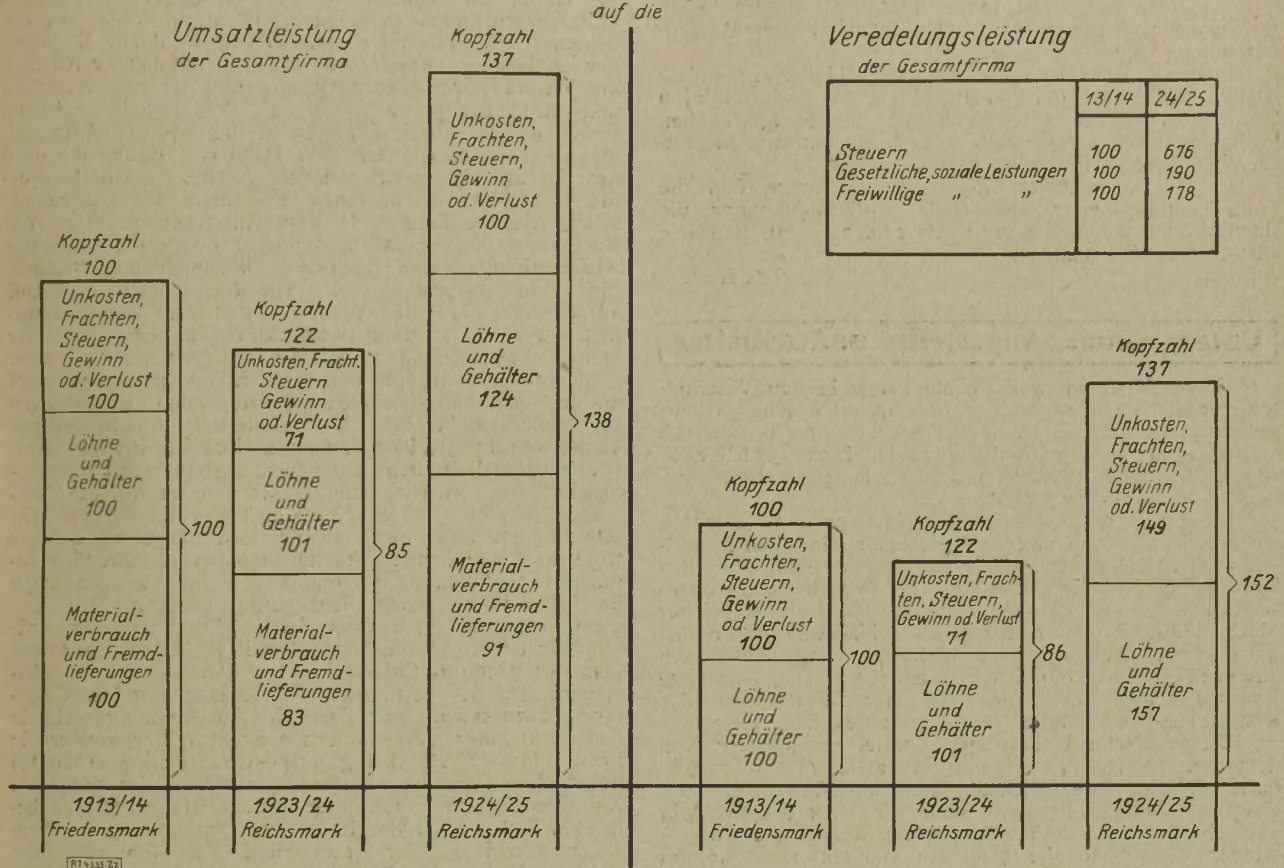 auf die
Umsatzleistung
der Gesamtfirma
Kopfzahl
137
Unkosten,
Frachten,
Steuern,
Gewinn
od. Verlust
100
Löhne
und
Gehälter
124
Material-
verbrauch
und Fremd-
lieferungen
91
138
Kopfzahl
100
Unkosten,
Frachten,
Steuern,
Gewinn
od. Verlust
100
Löhne
und
Gehälter
100
Material-
verbrauch
und Fremd-
lieferungen
100
100
Kopfzahl
122
Unkosten, Fracht.
Steuern
Gewinn
od. Verlust
71
Löhne
und
Gehälter
101
Material-
verbrauch
und Fremd-
lieferungen
83
85
1913/14
Friedensmark
1923/24
Reichsmark
1924/25
Reichsmark
Veredelungsleistung
der Gesamtfirma
13/14 24/25
Steuern 100 676
Gesetzliche, soziale Leistungen 100 190
Freiwillige " " 100 178
Kopfzahl
100
Unkosten,
Frachten,
Steuern,
Gewinn
od. Verlust
100
Löhne
und
Gehälter
100
100
Kopfzahl
122
Unkosten, Frach-
ten, Steuern,
Gewinn od. Verlust
71
Löhne
und
Gehälter
101
86
Kopfzahl
137
Unkosten,
Frachten,
Steuern,
Gewinn
od. Verlust
149
Löhne
und
Gehälter
157
152
1913/14
Friedensmark
1923/24
Reichsmark
1924/25
Reichsmark